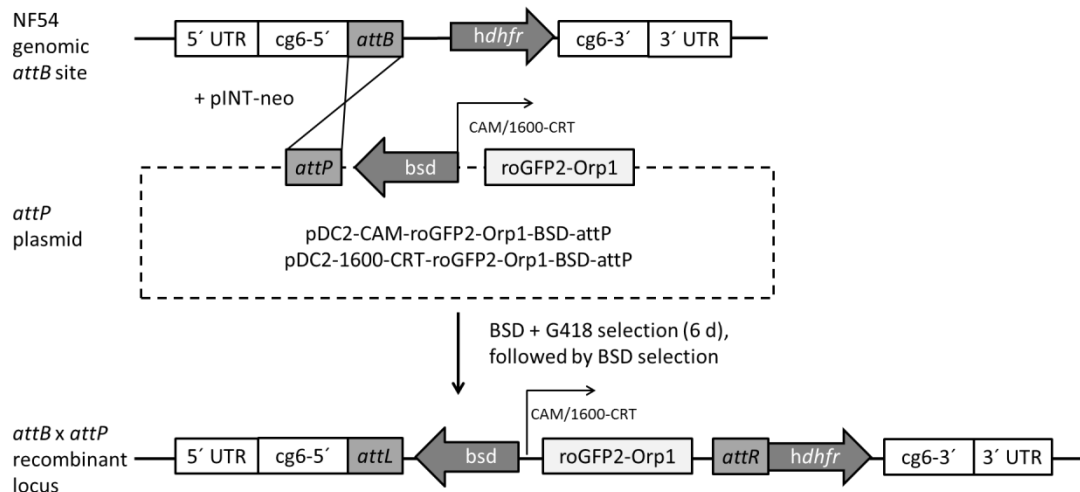 NF54
genomic
attB site
5´ UTR
cg6-5´
attB
hdhfr
cg6-3´
3´ UTR
+ pINT-neo
CAM/1600-CRT
attP
bsd
roGFP2-Orp1
attP
plasmid
pDC2-CAM-roGFP2-Orp1-BSD-attP
pDC2-1600-CRT-roGFP2-Orp1-BSD-attP
BSD + G418 selection (6 d),
followed by BSD selection
CAM/1600-CRT
attB x attP
recombinant
locus
5´ UTR
cg6-5´
attL
bsd
roGFP2-Orp1
attR
hdhfr
cg6-3´
3´ UTR